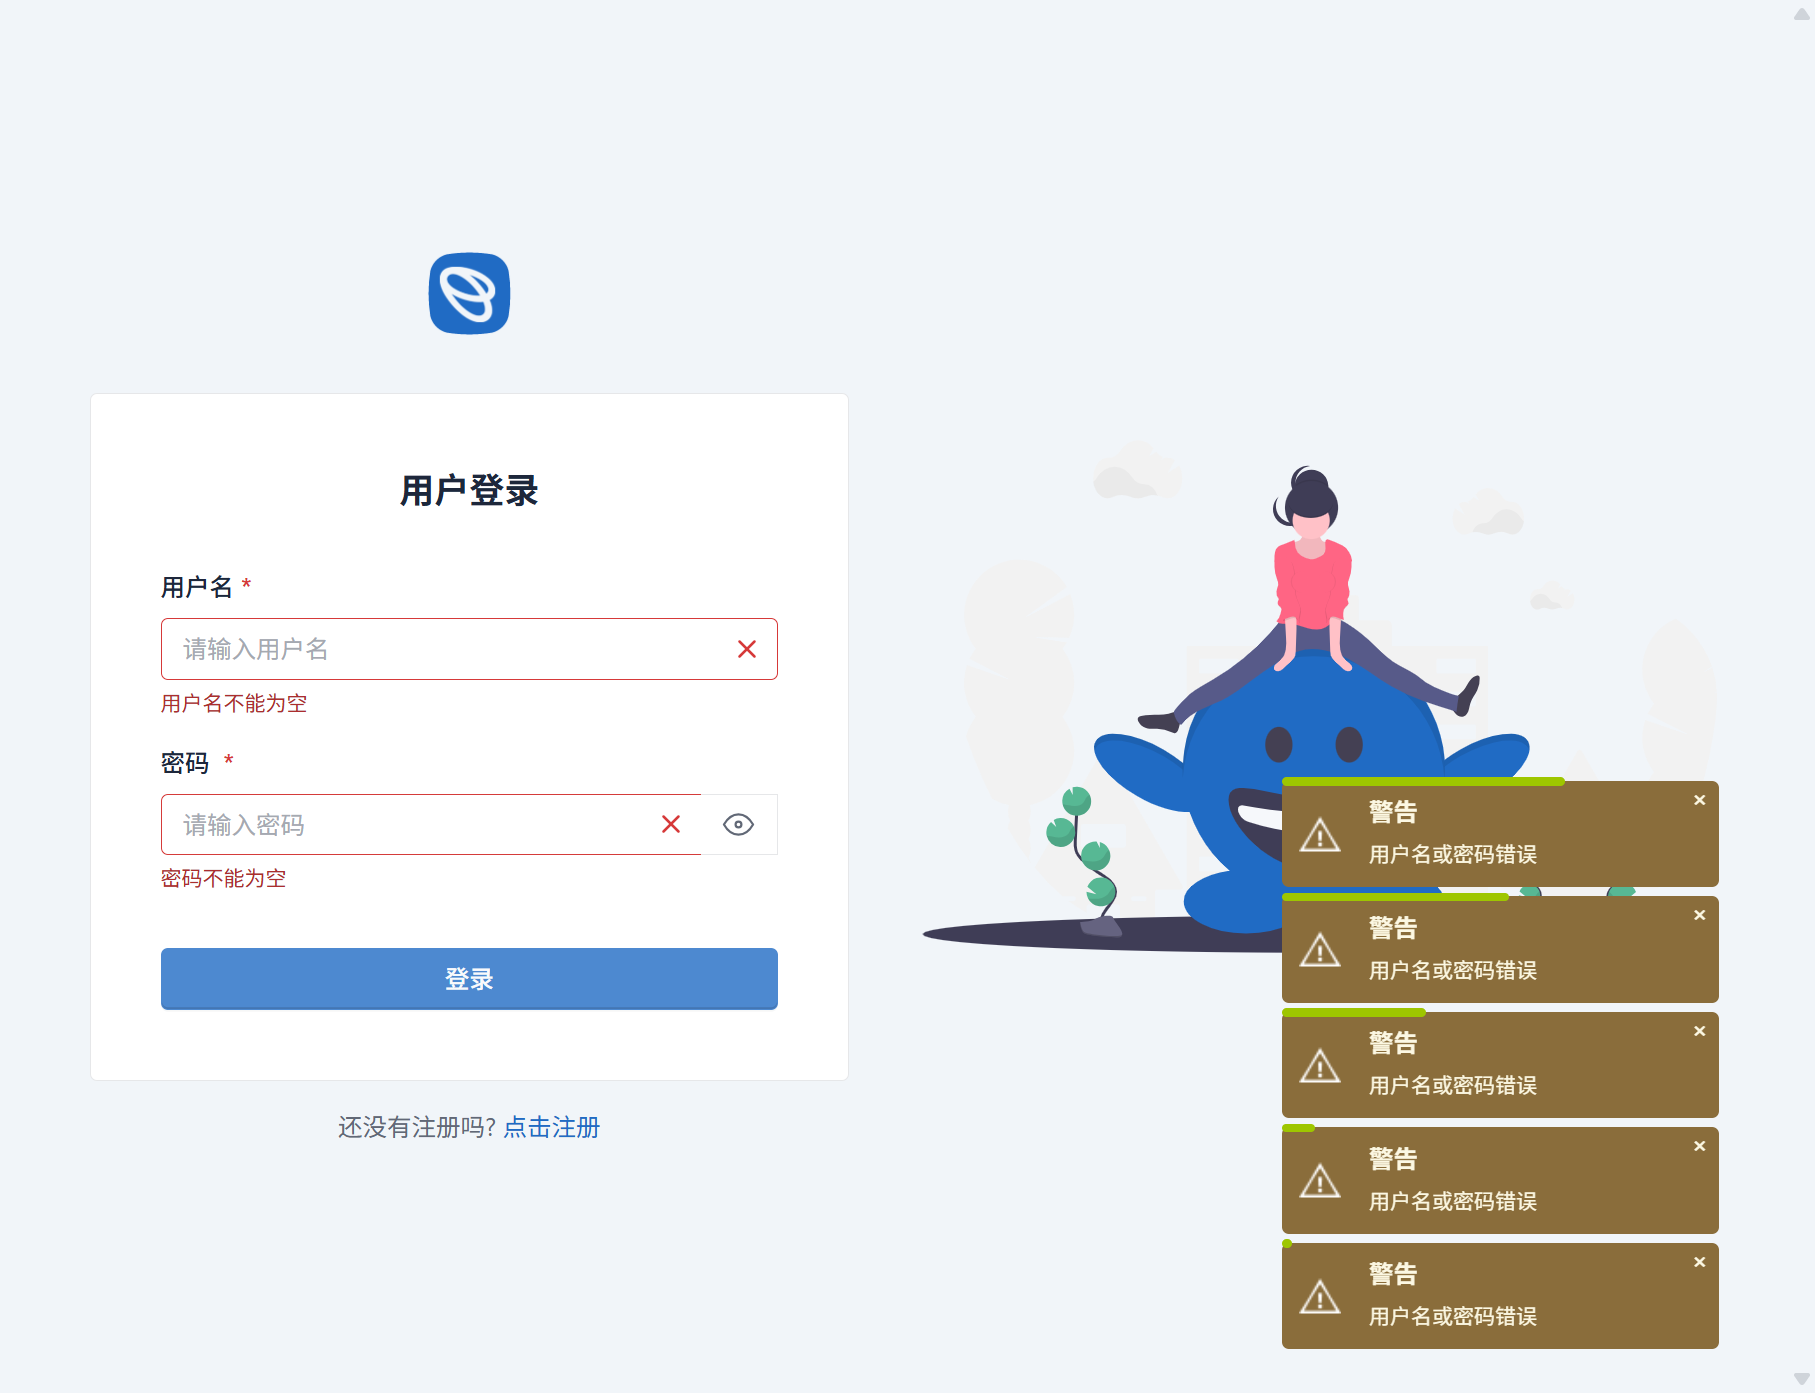 用户登录
用户名 *
请输入用户名
用户名不能为空
密码 *
请输入密码
密码不能为空
登录
还没有注册吗? 点击注册
警告
用户名或密码错误
警告
用户名或密码错误
警告
用户名或密码错误
警告
用户名或密码错误
警告
用户名或密码错误